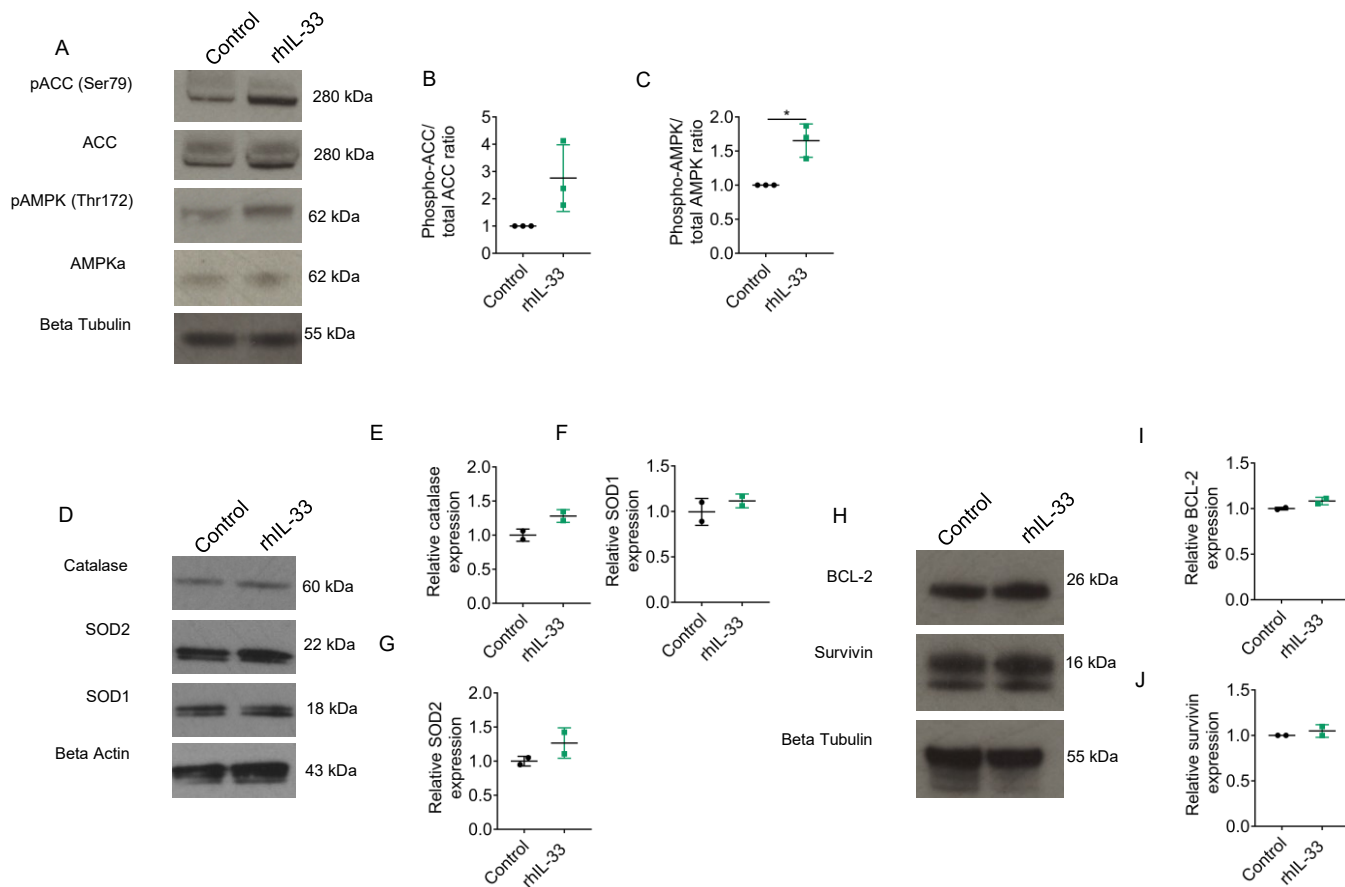 A
Control
rhIL-33
pACC (Ser79)
280 kDa
ACC
280 kDa
pAMPK (Thr172)
62 kDa
AMPKa
62 kDa
Beta Tubulin
55 kDa
B
Phospho-ACC/
total ACC ratio
5
4
3
2
1
0
Control
rhIL-33
C
Phospho-AMPK/
total AMPK ratio
2.0
1.5
1.0
0.5
0.0
*
Control
rhIL-33
D
Control
rhIL-33
Catalase
60 kDa
SOD2
22 kDa
SOD1
18 kDa
Beta Actin
43 kDa
E
Relative catalase
expression
2.0
1.5
1.0
0.5
0.0
Control
rhIL-33
F
Relative SOD1
expression
1.5
1.0
0.5
0.0
Control
rhIL-33
G
Relative SOD2
expression
2.0
1.5
1.0
0.5
0.0
Control
rhIL-33
H
Control
rhIL-33
BCL-2
26 kDa
Survivin
16 kDa
Beta Tubulin
55 kDa
I
Relative BCL-2
expression
1.5
1.0
0.5
0.0
Control
rhIL-33
J
Relative survivin
expression
1.5
1.0
0.5
0.0
Control
rhIL-33